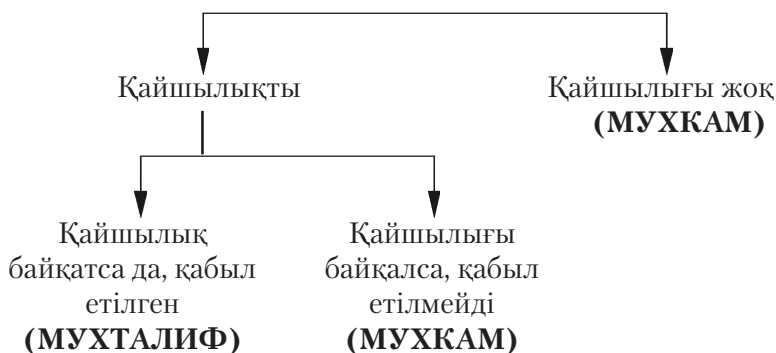 Қайшылықты
Қайшылығы жоқ
(МУХКАМ)
Қайшылық
байқатса да, қабыл
етілген
(МУХТАЛИФ)
Қайшылығы
байқалса, қабыл
етілмейді
(МУХКАМ)